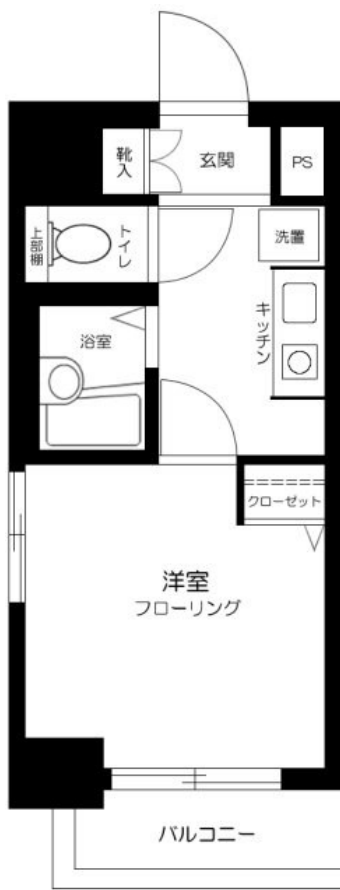 靴入
玄関
PS
上部棚
トイレ
洗置
浴室
キッチン
クローゼット
洋室
フローリング
バルコニー